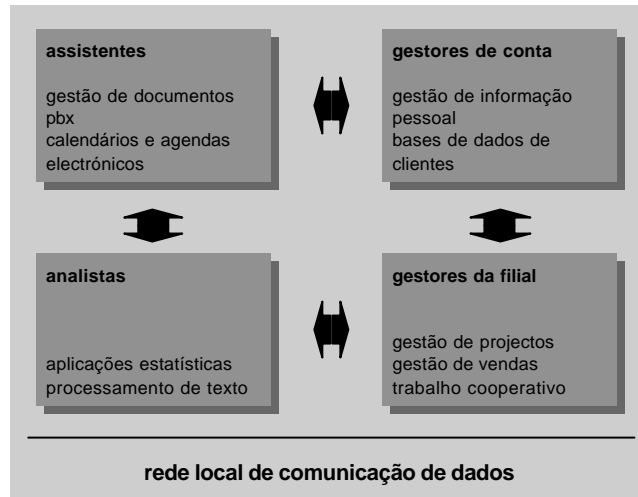 assistentes
gestão de documentos
pbx
calendários e agendas
electrónicos
gestores de conta
gestão de informação
pessoal
bases de dados de
clientes
analistas
aplicações estatísticas
processamento de texto
gestores da filial
gestão de projectos
gestão de vendas
trabalho cooperativo
rede local de comunicação de dados